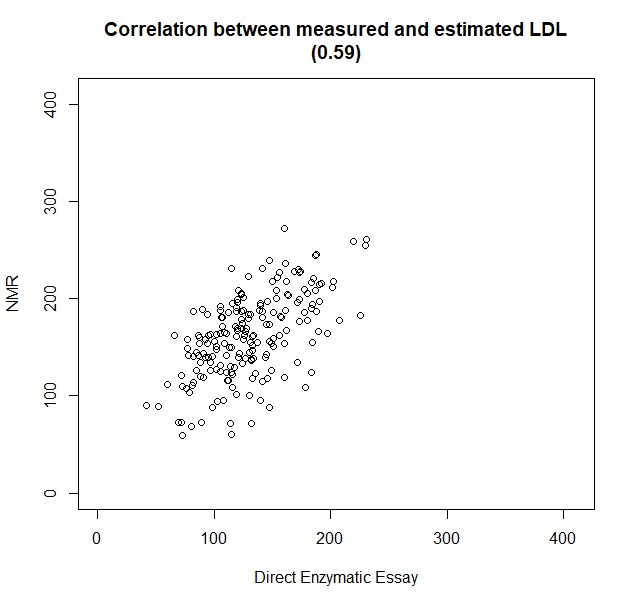 Correlation between measured and estimated LDL
(0.59)
400
300
200
100
0
NMR
0 100 200 300 400
Direct Enzymatic Essay